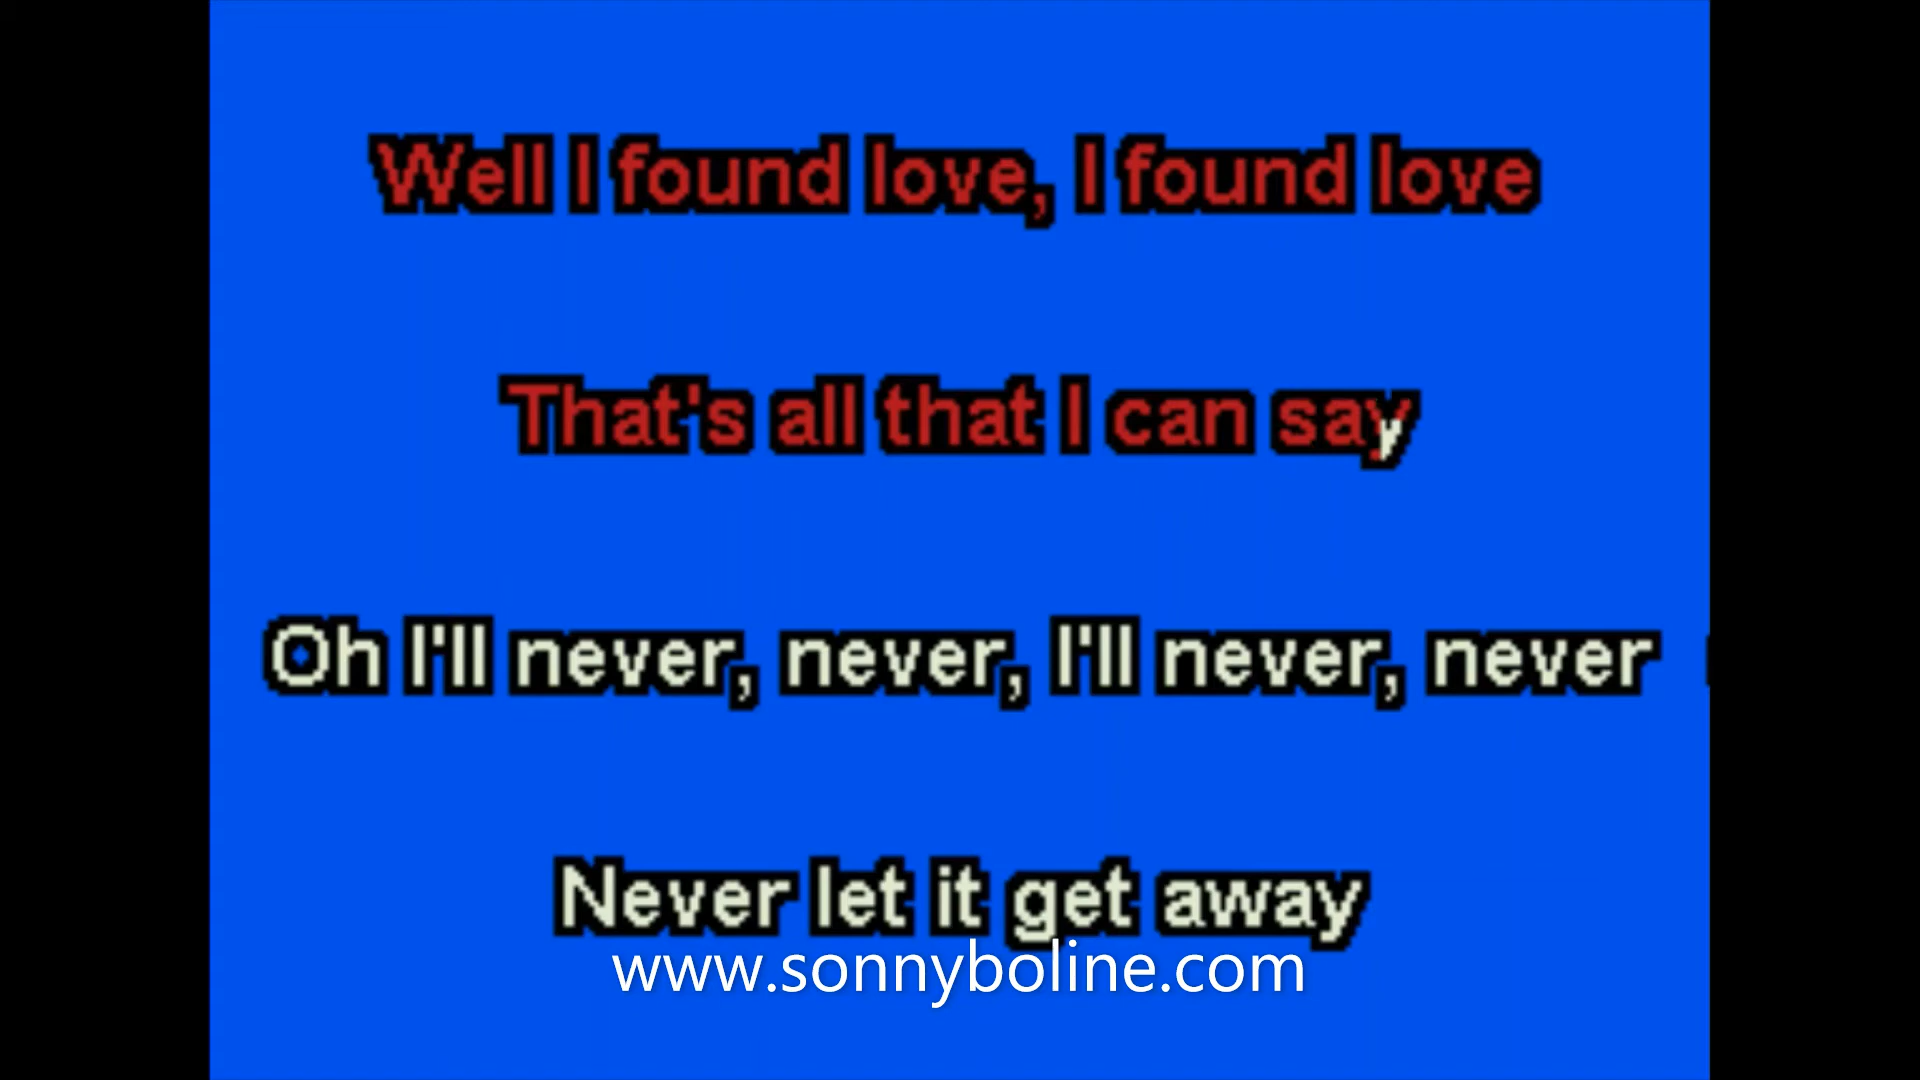 Well I found love, I found love
That's all that I can say
Oh I'll never, never, I'll never, never
Never let it get away
www.sonnyboline.com